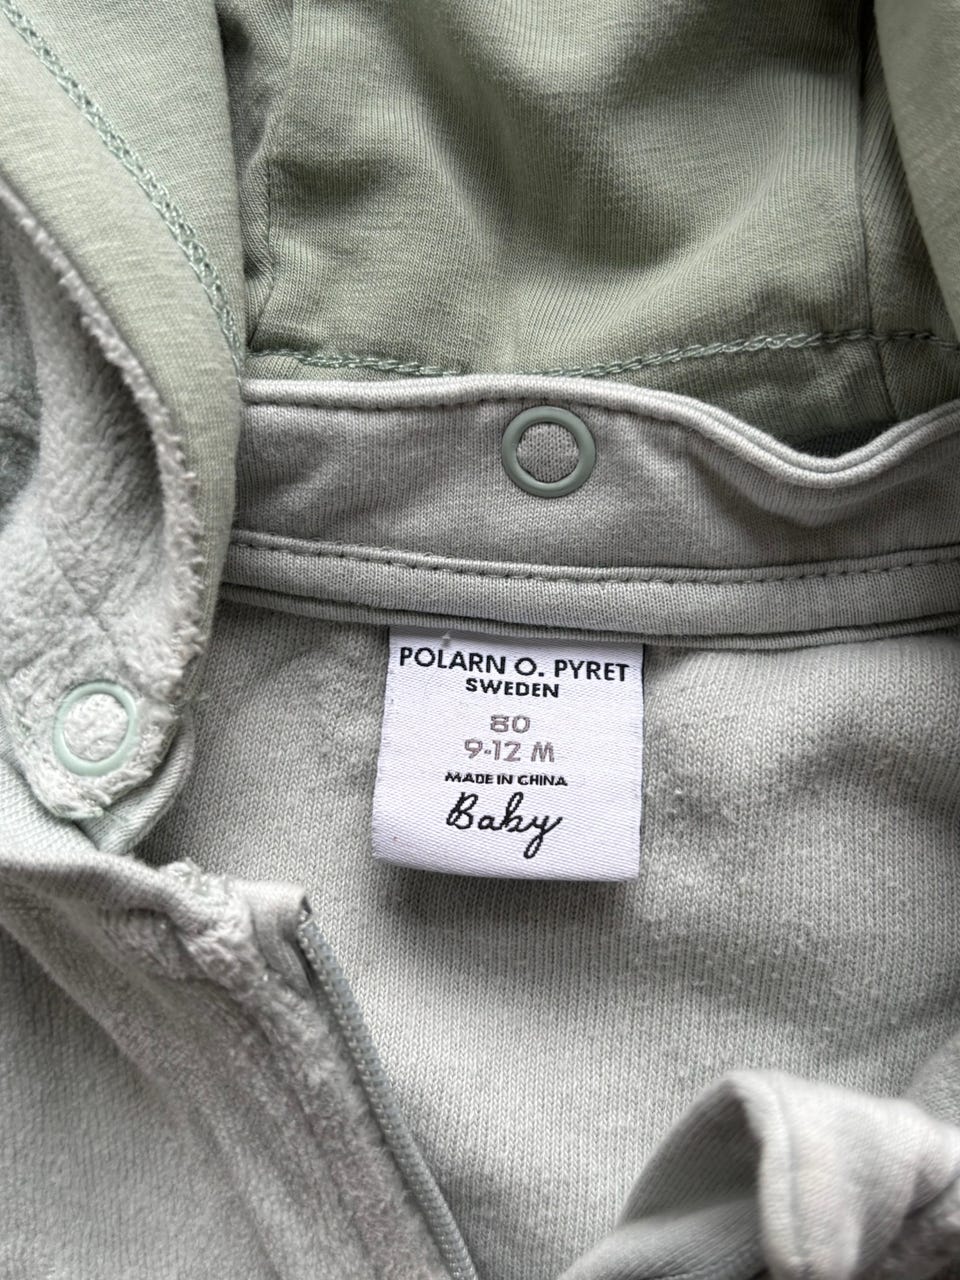 POLARN O. PYRET
SWEDEN
80
9-12 M
MADE IN CHINA
Baby